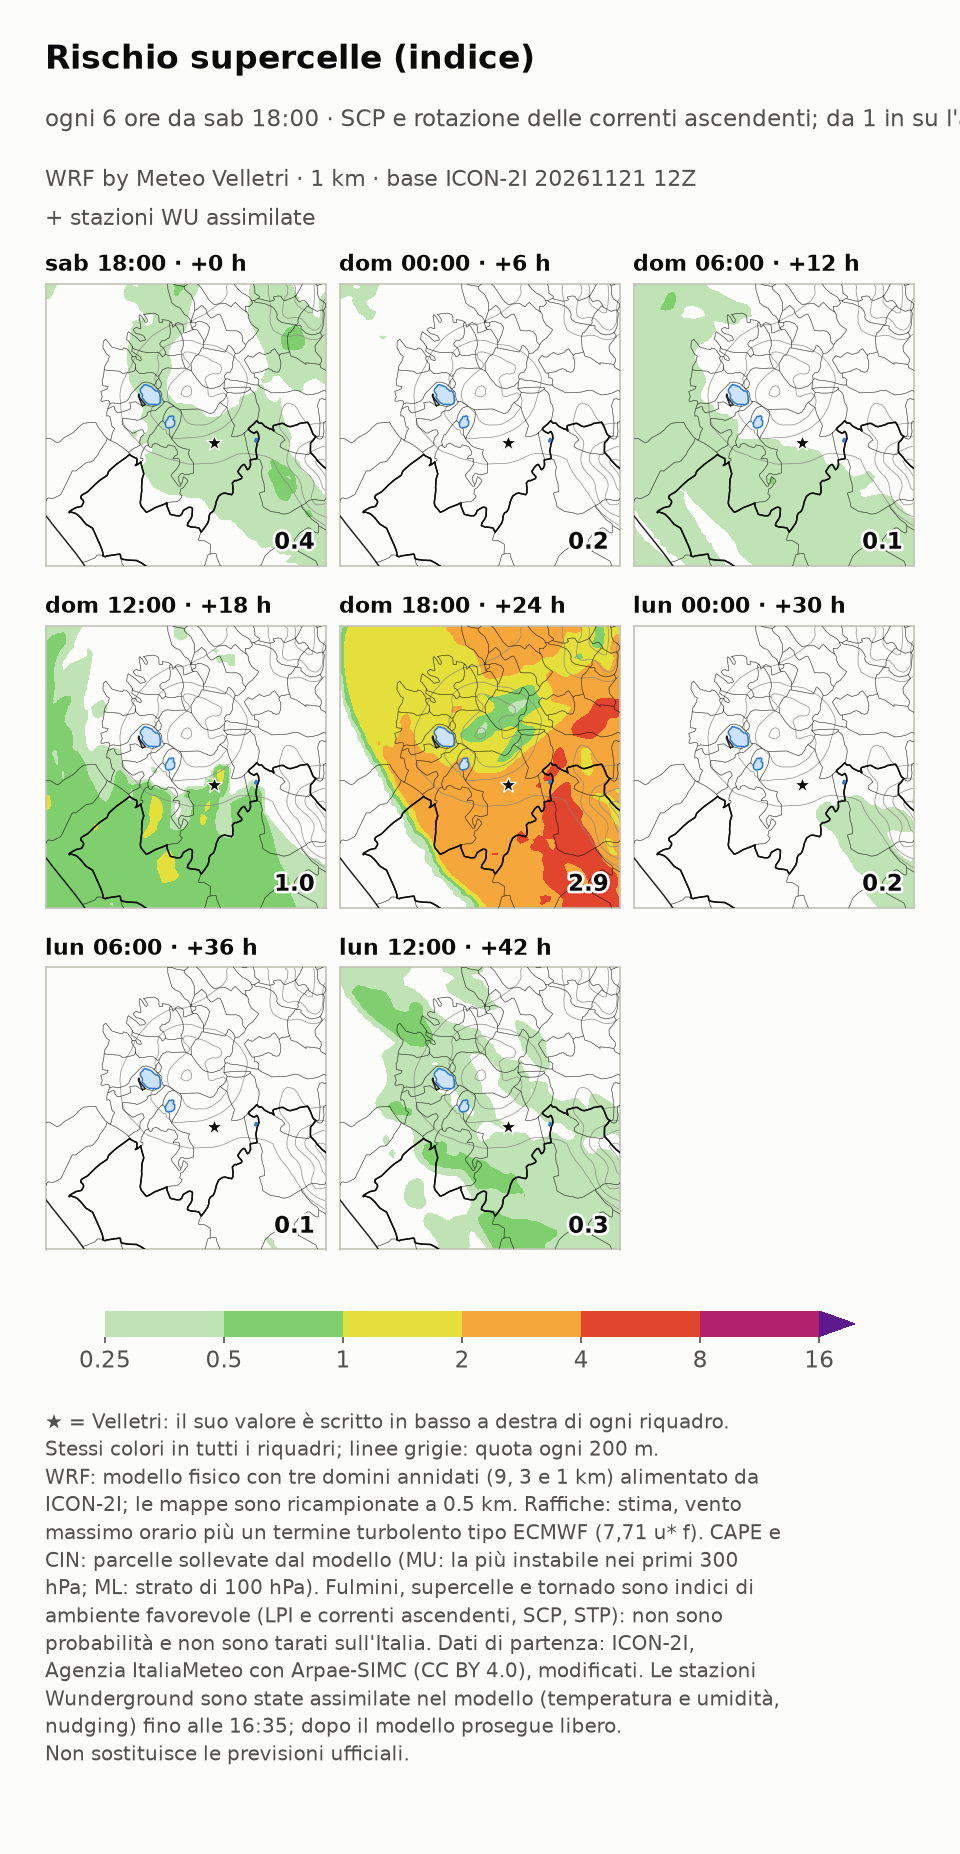 Rischio supercelle (indice)
ogni 6 ore da sab 18:00 · SCP e rotazione delle correnti ascendenti; da 1 in su l'
WRF by Meteo Velletri · 1 km · base ICON-2I 20261121 12Z
+ stazioni WU assimilate
sab 18:00 · +0 h
dom 00:00 · +6 h
dom 06:00 · +12 h
0.4
0.2
0.1
dom 12:00 · +18 h
dom 18:00 · +24 h
lun 00:00 · +30 h
1.0
2.9
0.2
lun 06:00 · +36 h
lun 12:00 · +42 h
0.1
0.3
0.25 0.5 1 2 4 8 16
★ = Velletri: il suo valore è scritto in basso a destra di ogni riquadro.
Stessi colori in tutti i riquadri; linee grigie: quota ogni 200 m.
WRF: modello fisico con tre domini annidati (9, 3 e 1 km) alimentato da
ICON-2I; le mappe sono ricampionate a 0.5 km. Raffiche: stima, vento
massimo orario più un termine turbolento tipo ECMWF (7,71 u* f). CAPE e
CIN: parcelle sollevate dal modello (MU: la più instabile nei primi 300
hPa; ML: strato di 100 hPa). Fulmini, supercelle e tornado sono indici di
ambiente favorevole (LPI e correnti ascendenti, SCP, STP): non sono
probabilità e non sono tarati sull'Italia. Dati di partenza: ICON-2I,
Agenzia ItaliaMeteo con Arpae-SIMC (CC BY 4.0), modificati. Le stazioni
Wunderground sono state assimilate nel modello (temperatura e umidità,
nudging) fino alle 16:35; dopo il modello prosegue libero.
Non sostituisce le previsioni ufficiali.